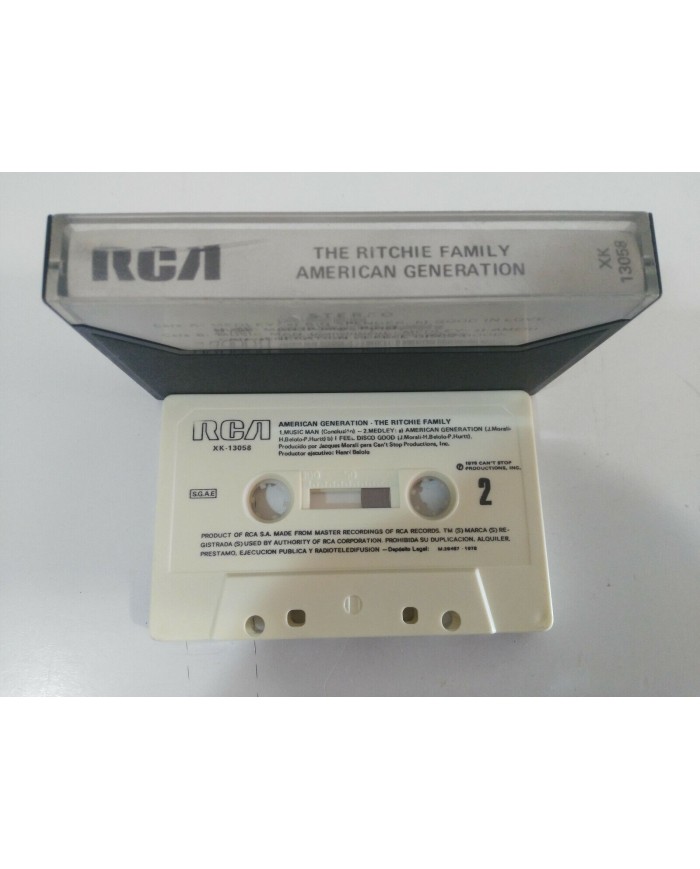 RCA
THE RITCHIE FAMILY
AMERICAN GENERATION
XK
13058
STEREO
RCA
XK-13058
AMERICAN GENERATION - THE RITCHIE FAMILY
1.MUSIC MAN (Conclusión) – 2.MEDLEY: a) AMERICAN GENERATION (J.Morali-
H.Belolo-P.Hurtt) b) I FEEL DISCO GOOD (J.Morali-H.Belolo-P.Hurtt).
Producido por Jacques Morali para Can't Stop Productions, Inc.
Productor ejecutivo: Henri Belolo
S.G.A.E
Ⓟ 1978 CAN'T STOP
PRODUCTIONS, INC.
2
PRODUCT OF RCA S.A. MADE FROM MASTER RECORDINGS OF RCA RECORDS. TM (S) MARCA (S) RE-
GISTRADA (S) USED BY AUTHORITY OF RCA CORPORATION. PROHIBIDA SU DUPLICACION, ALQUILER,
PRESTAMO, EJECUCION PUBLICA Y RADIOTELEDIFUSION – Depósito Legal: 1978